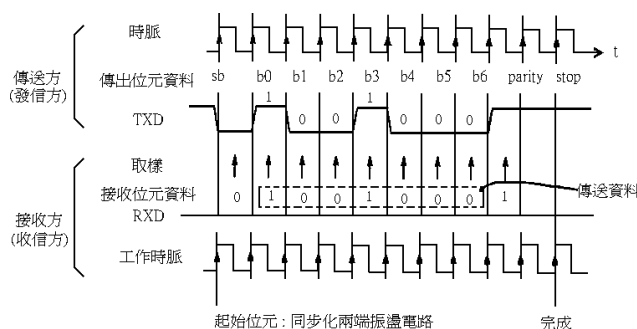 時脈
t
傳送方
(發信方)
傳出位元資料 sb b0 b1 b2 b3 b4 b5 b6 parity stop
1 1
TXD 0 0 0 0 0
取樣
接收位元資料 0 1 0 0 1 0 0 0 1 傳送資料
RXD
接收方
(收信方)
工作時脈
起始位元 : 同步化兩端振盪電路 完成